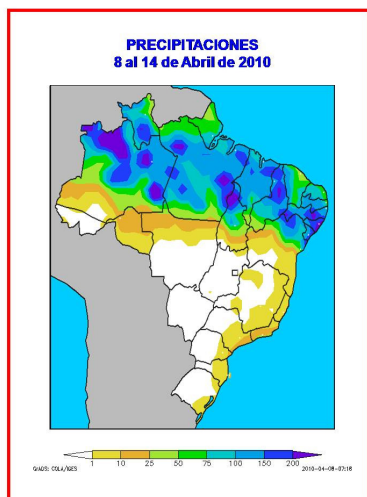 PRECIPITACIONES
8 al 14 de Abril de 2010
1 10 25 50 75 100 150 200
GrADS: COLA/IGES 2010-04-08-07:18